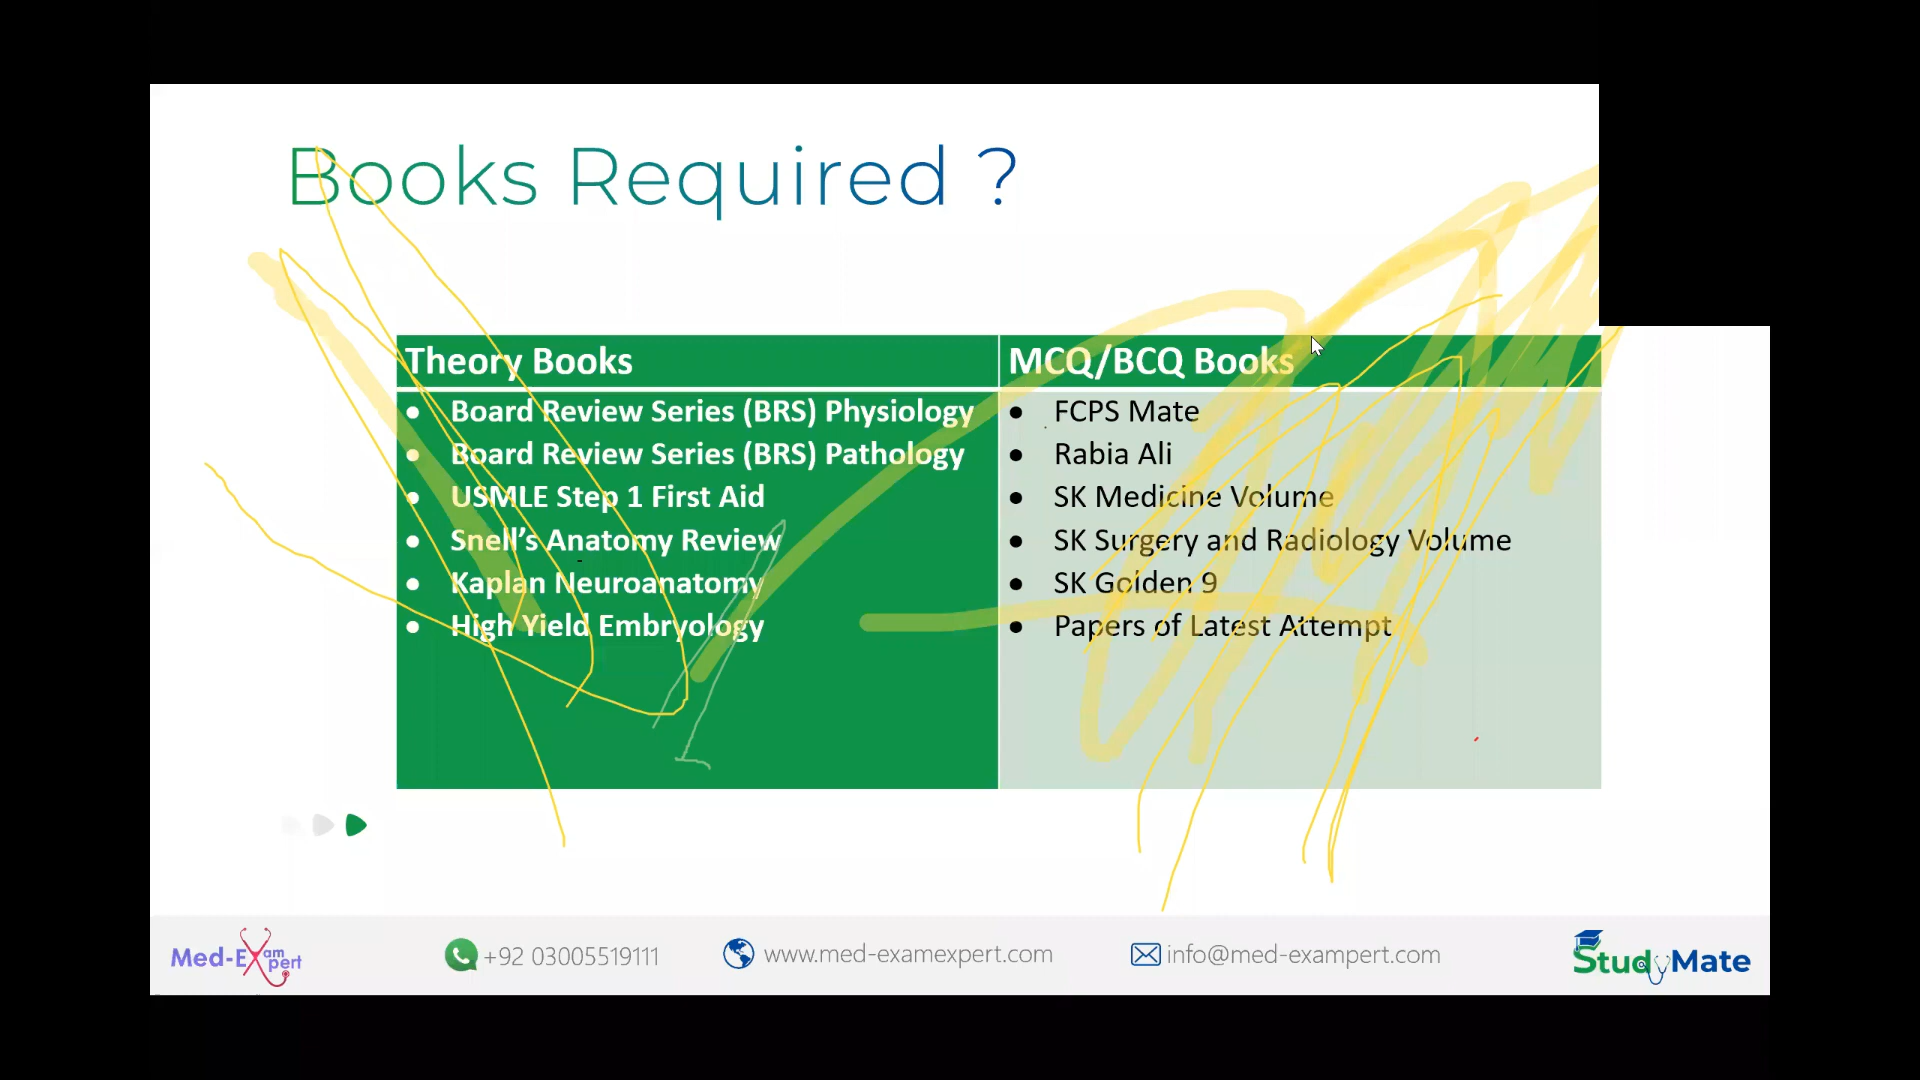 Books Required ?
Theory Books
• Board Review Series (BRS) Physiology
• Board Review Series (BRS) Pathology
• USMLE Step 1 First Aid
• Snell’s Anatomy Review
• Kaplan Neuroanatomy
• High Yield Embryology
MCQ/BCQ Books
• FCPS Mate
• Rabia Ali
• SK Medicine Volume
• SK Surgery and Radiology Volume
• SK Golden 9
• Papers of Latest Attempt
Med-Exam Xpert
+92 03005519111
www.med-examexpert.com
info@med-exampert.com
StudyMate